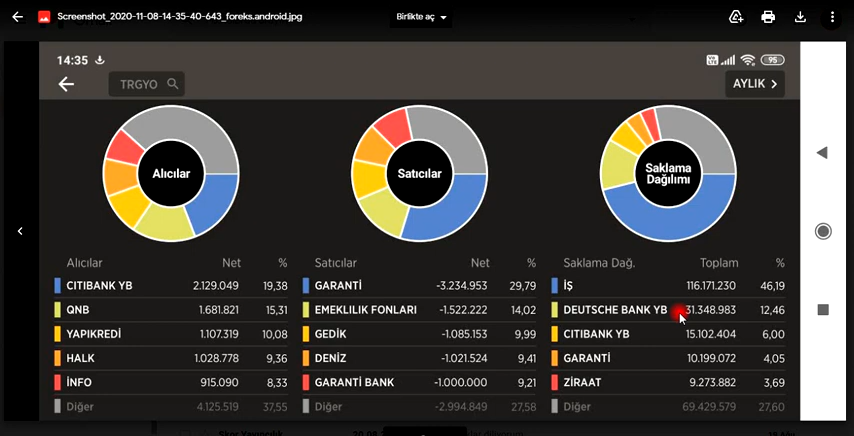 Screenshot_2020-11-08-14-35-40-643_foreks.android.jpg
Birlikte aç
14:35
95
TRGYO
AYLIK
Alıcılar
Satıcılar
Saklama
Dağılımı
Alıcılar Net % Satıcılar Net % Saklama Dağ. Toplam %
CITIBANK YB 2.129.049 19,38 GARANTİ -3.234.953 29,79 İŞ 116.171.230 46,19
QNB 1.681.821 15,31 EMEKLILIK FONLARI -1.522.222 14,02 DEUTSCHE BANK YB 31.348.983 12,46
YAPIKREDİ 1.107.319 10,08 GEDİK -1.085.153 9,99 CITIBANK YB 15.102.404 6,00
HALK 1.028.778 9,36 DENİZ -1.021.524 9,41 GARANTİ 10.199.072 4,05
İNFO 915.090 8,33 GARANTI BANK -1.000.000 9,21 ZİRAAT 9.273.882 3,69
Diğer 4.125.519 37,55 Diğer -2.994.849 27,58 Diğer 69.429.579 27,60